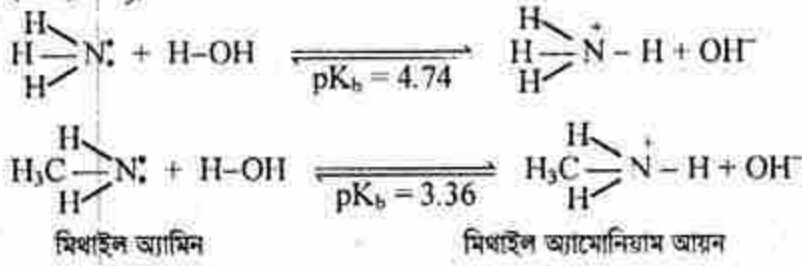 H
H – N: + H–OH ⇌ H – N⁺ – H + OH⁻
H
pK_b = 4.74
H
H₃C – N: + H–OH ⇌ H₃C – N⁺ – H + OH⁻
H
pK_b = 3.36
মিথাইল অ্যামিন মিথাইল অ্যামোনিয়াম আয়ন